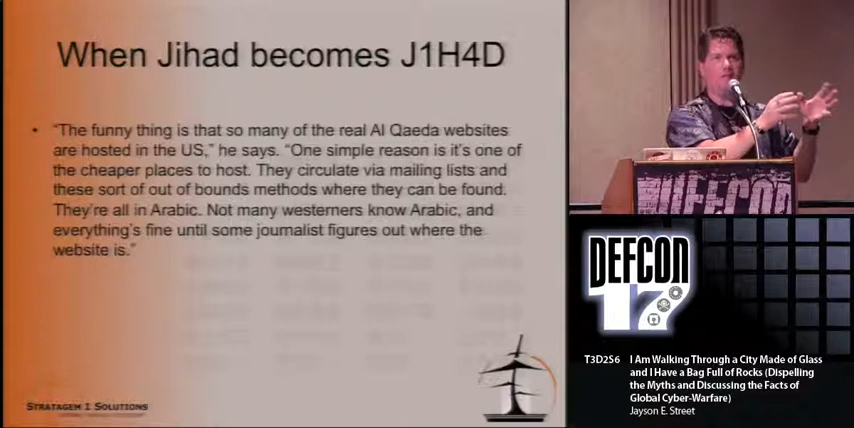 When Jihad becomes J1H4D
• “The funny thing is that so many of the real Al Qaeda websites
are hosted in the US,” he says. “One simple reason is it's one of
the cheaper places to host. They circulate via mailing lists and
these sort of out of bounds methods where they can be found.
They're all in Arabic. Not many westerners know Arabic, and
everything's fine until some journalist figures out where the
website is.”
STRATAGEM 1 SOLUTIONS
DEFCON
DEFCON
17
T3D2S6 I Am Walking Through a City Made of Glass
and I Have a Bag Full of Rocks (Dispelling
the Myths and Discussing the Facts of
Global Cyber-Warfare)
Jayson E. Street